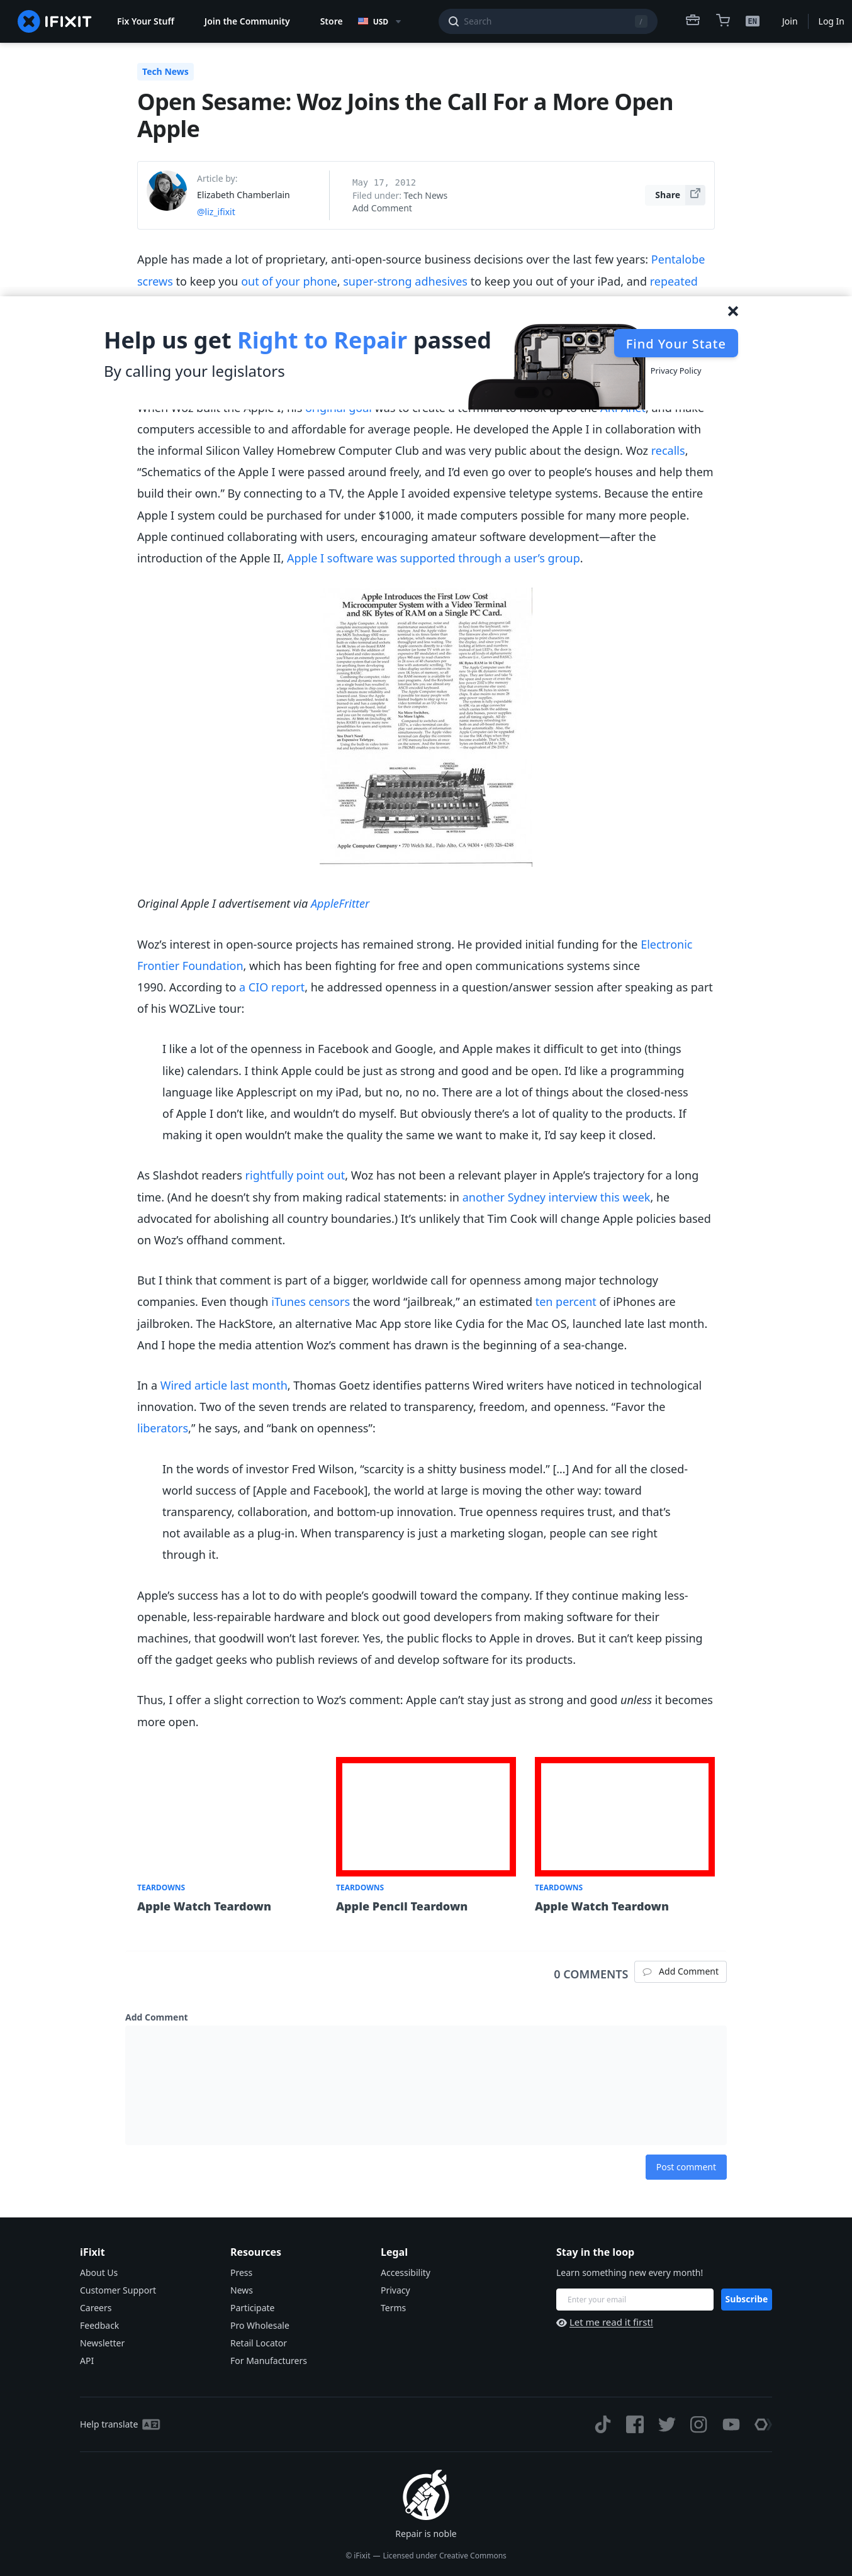 IFIXIT
Fix Your Stuff
Join the Community
Store
USD
Search
/
EN
Join
Log In
Tech News
Open Sesame: Woz Joins the Call For a More Open
Apple
Article by:
Elizabeth Chamberlain
@liz_ifixit
May 17, 2012
Filed under: Tech News
Add Comment
Share
Apple has made a lot of proprietary, anti-open-source business decisions over the last few years: Pentalobe
screws to keep you out of your phone, super-strong adhesives to keep you out of your iPad, and repeated
Help us get Right to Repair passed
By calling your legislators
Find Your State
Privacy Policy
When Woz built the Apple I, his original goal was to create a terminal to hook up to the ARPAnet, and make
computers accessible to and affordable for average people. He developed the Apple I in collaboration with
the informal Silicon Valley Homebrew Computer Club and was very public about the design. Woz recalls,
“Schematics of the Apple I were passed around freely, and I’d even go over to people’s houses and help them
build their own.” By connecting to a TV, the Apple I avoided expensive teletype systems. Because the entire
Apple I system could be purchased for under $1000, it made computers possible for many more people.
Apple continued collaborating with users, encouraging amateur software development—after the
introduction of the Apple II, Apple I software was supported through a user’s group.
Apple Introduces the First Low Cost
Microcomputer System with a Video Terminal
and 8K Bytes of RAM on a Single PC Card.
Apple Computer Company • 770 Welch Rd., Palo Alto, CA 94304 • (415) 326-4248
Original Apple I advertisement via AppleFritter
Woz’s interest in open-source projects has remained strong. He provided initial funding for the Electronic
Frontier Foundation, which has been fighting for free and open communications systems since
1990. According to a CIO report, he addressed openness in a question/answer session after speaking as part
of his WOZLive tour:
I like a lot of the openness in Facebook and Google, and Apple makes it difficult to get into (things
like) calendars. I think Apple could be just as strong and good and be open. I’d like a programming
language like Applescript on my iPad, but no, no no. There are a lot of things about the closed-ness
of Apple I don’t like, and wouldn’t do myself. But obviously there’s a lot of quality to the products. If
making it open wouldn’t make the quality the same we want to make it, I’d say keep it closed.
As Slashdot readers rightfully point out, Woz has not been a relevant player in Apple’s trajectory for a long
time. (And he doesn’t shy from making radical statements: in another Sydney interview this week, he
advocated for abolishing all country boundaries.) It’s unlikely that Tim Cook will change Apple policies based
on Woz’s offhand comment.
But I think that comment is part of a bigger, worldwide call for openness among major technology
companies. Even though iTunes censors the word “jailbreak,” an estimated ten percent of iPhones are
jailbroken. The HackStore, an alternative Mac App store like Cydia for the Mac OS, launched late last month.
And I hope the media attention Woz’s comment has drawn is the beginning of a sea-change.
In a Wired article last month, Thomas Goetz identifies patterns Wired writers have noticed in technological
innovation. Two of the seven trends are related to transparency, freedom, and openness. “Favor the
liberators,” he says, and “bank on openness”:
In the words of investor Fred Wilson, “scarcity is a shitty business model.” […] And for all the closed-
world success of [Apple and Facebook], the world at large is moving the other way: toward
transparency, collaboration, and bottom-up innovation. True openness requires trust, and that’s
not available as a plug-in. When transparency is just a marketing slogan, people can see right
through it.
Apple’s success has a lot to do with people’s goodwill toward the company. If they continue making less-
openable, less-repairable hardware and block out good developers from making software for their
machines, that goodwill won’t last forever. Yes, the public flocks to Apple in droves. But it can’t keep pissing
off the gadget geeks who publish reviews of and develop software for its products.
Thus, I offer a slight correction to Woz’s comment: Apple can’t stay just as strong and good unless it becomes
more open.
TEARDOWNS
Apple Watch Teardown
TEARDOWNS
Apple Pencil Teardown
TEARDOWNS
Apple Watch Teardown
0 COMMENTS
Add Comment
Add Comment
Post comment
iFixit
About Us
Customer Support
Careers
Feedback
Newsletter
API
Resources
Press
News
Participate
Pro Wholesale
Retail Locator
For Manufacturers
Legal
Accessibility
Privacy
Terms
Stay in the loop
Learn something new every month!
Enter your email
Subscribe
Let me read it first!
Help translate
Repair is noble
© iFixit — Licensed under Creative Commons